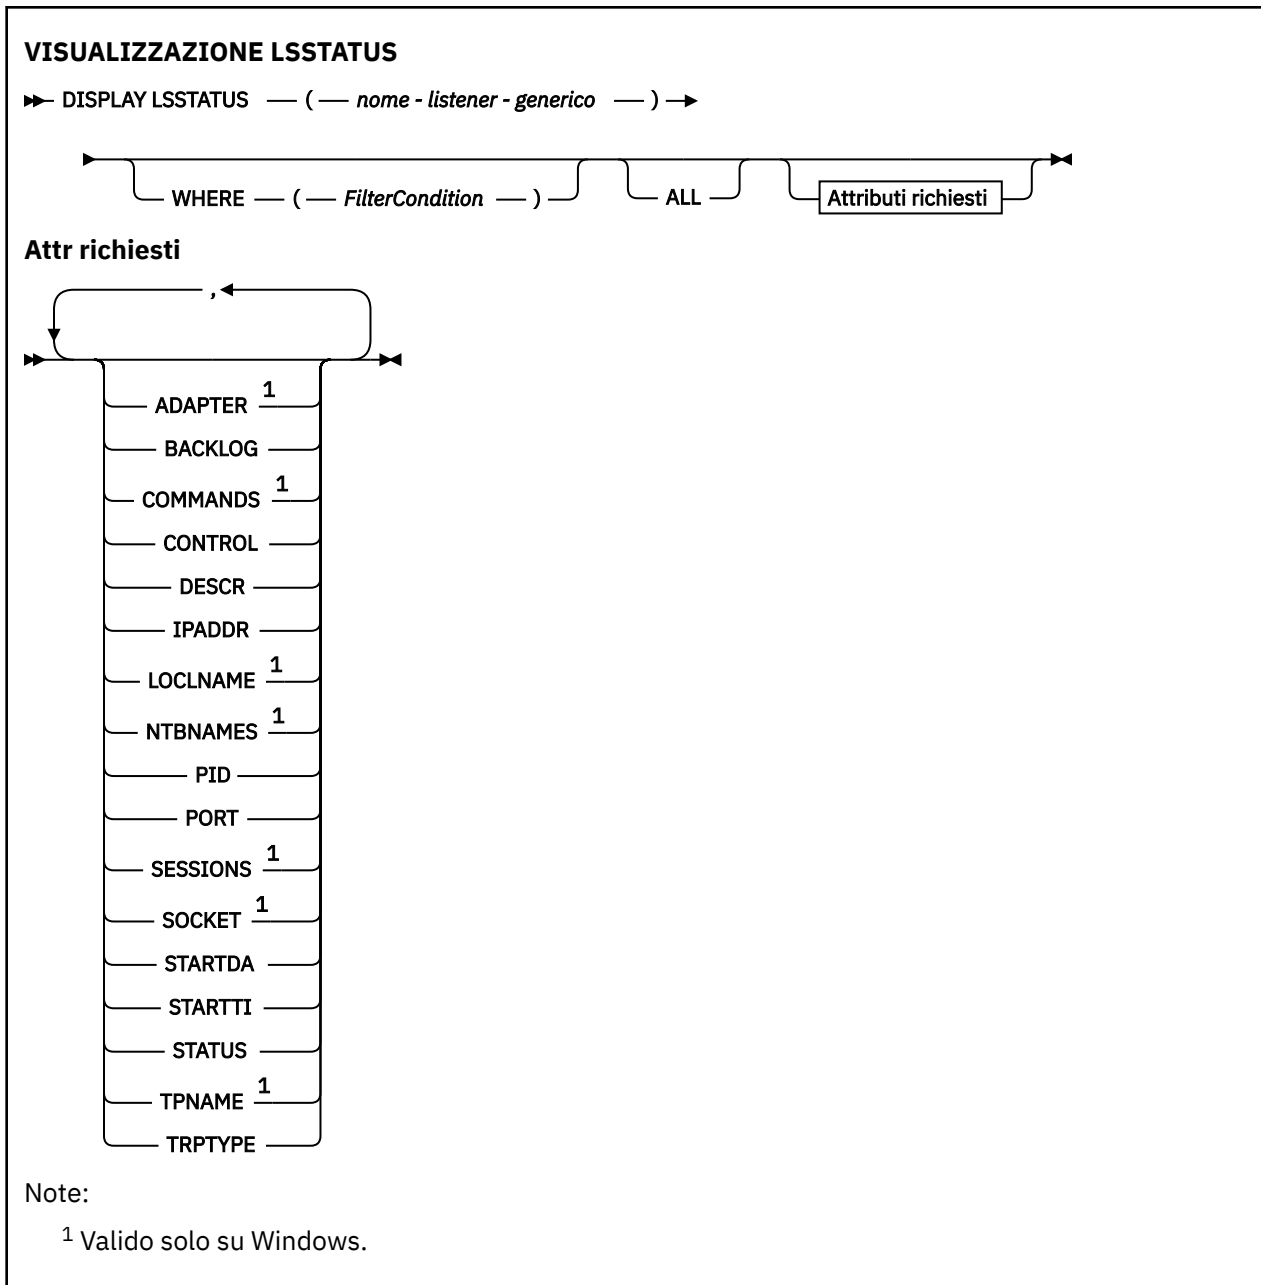 VISUALIZZAZIONE LSSTATUS
DISPLAY LSSTATUS ( nome - listener - generico )
WHERE ( FilterCondition ) ALL Attributi richiesti
Attr richiesti
,
ADAPTER 1
BACKLOG
COMMANDS 1
CONTROL
DESCR
IPADDR
LOCLNAME 1
NTBNAMES 1
PID
PORT
SESSIONS 1
SOCKET 1
STARTDA
STARTTI
STATUS
TPNAME 1
TRPTYPE
Note:
1 Valido solo su Windows.